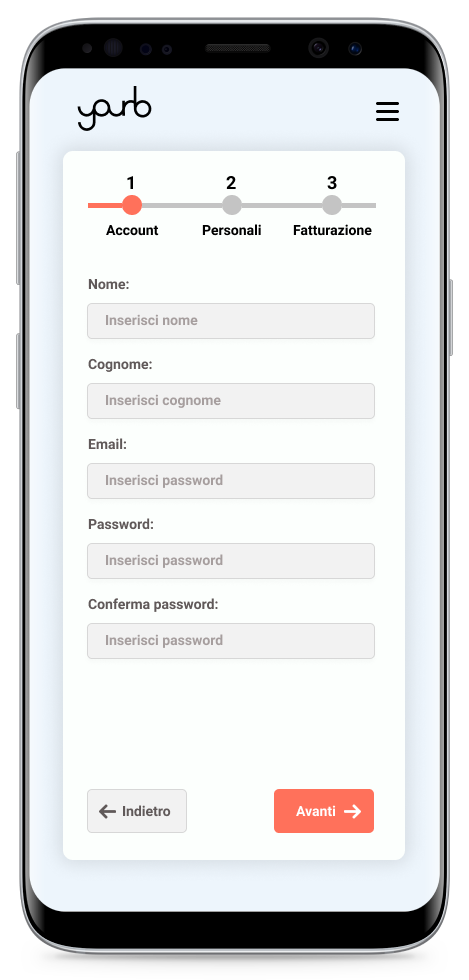 yourb
1 2 3
Account Personali Fatturazione
Nome:
Inserisci nome
Cognome:
Inserisci cognome
Email:
Inserisci password
Password:
Inserisci password
Conferma password:
Inserisci password
Indietro Avanti